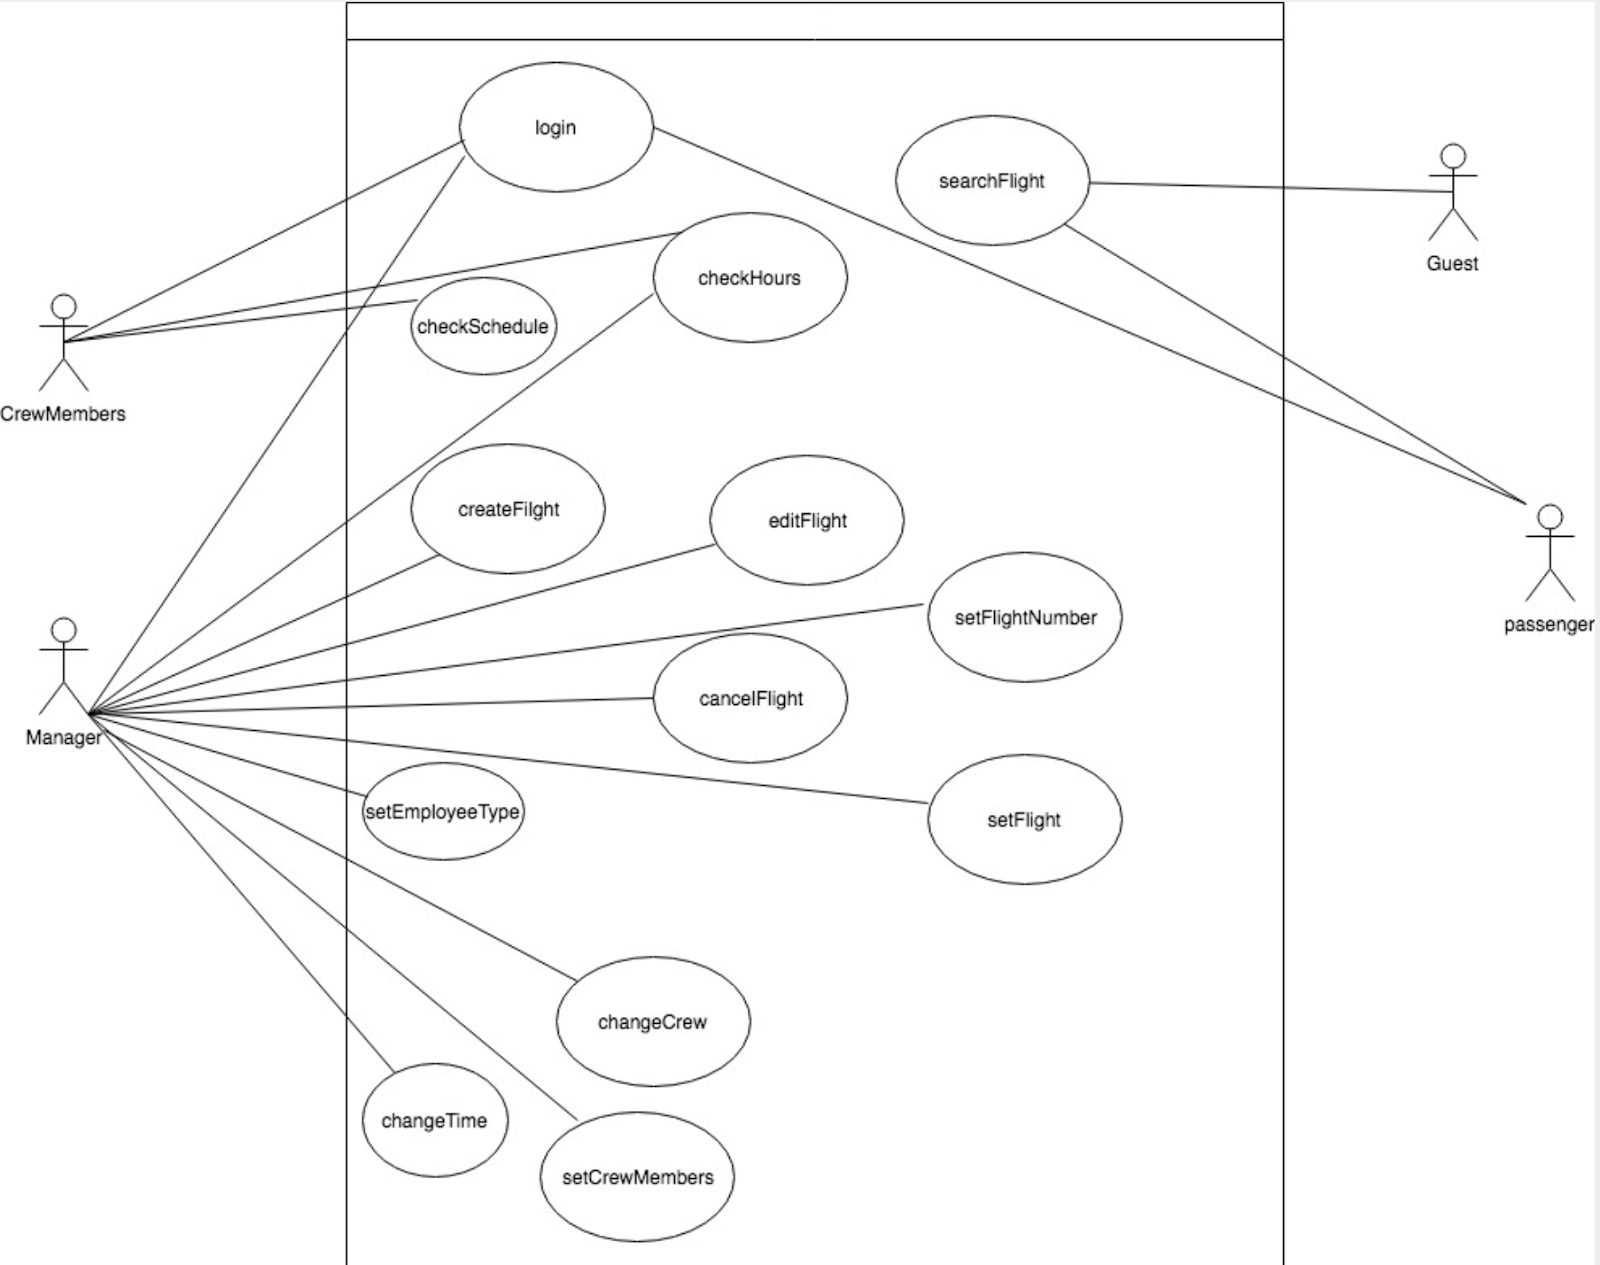 login
searchFlight
Guest
checkHours
checkSchedule
CrewMembers
createFilght
editFlight
setFlightNumber
passenger
cancelFlight
Manager
setEmployeeType
setFlight
changeCrew
changeTime
setCrewMembers